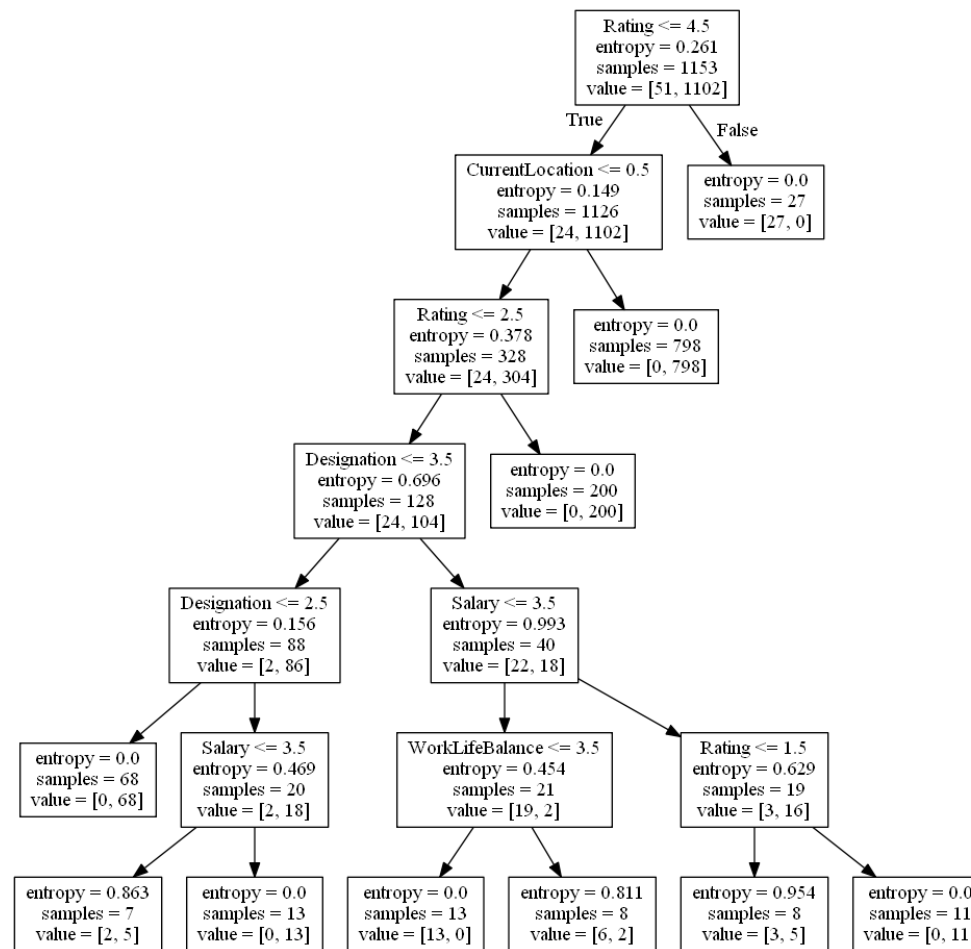 Rating <= 4.5
entropy = 0.261
samples = 1153
value = [51, 1102]
True
False
CurrentLocation <= 0.5
entropy = 0.149
samples = 1126
value = [24, 1102]
entropy = 0.0
samples = 27
value = [27, 0]
Rating <= 2.5
entropy = 0.378
samples = 328
value = [24, 304]
entropy = 0.0
samples = 798
value = [0, 798]
Designation <= 3.5
entropy = 0.696
samples = 128
value = [24, 104]
entropy = 0.0
samples = 200
value = [0, 200]
Designation <= 2.5
entropy = 0.156
samples = 88
value = [2, 86]
Salary <= 3.5
entropy = 0.993
samples = 40
value = [22, 18]
entropy = 0.0
samples = 68
value = [0, 68]
Salary <= 3.5
entropy = 0.469
samples = 20
value = [2, 18]
WorkLifeBalance <= 3.5
entropy = 0.454
samples = 21
value = [19, 2]
Rating <= 1.5
entropy = 0.629
samples = 19
value = [3, 16]
entropy = 0.863
samples = 7
value = [2, 5]
entropy = 0.0
samples = 13
value = [0, 13]
entropy = 0.0
samples = 13
value = [13, 0]
entropy = 0.811
samples = 8
value = [6, 2]
entropy = 0.954
samples = 8
value = [3, 5]
entropy = 0.0
samples = 11
value = [0, 11]